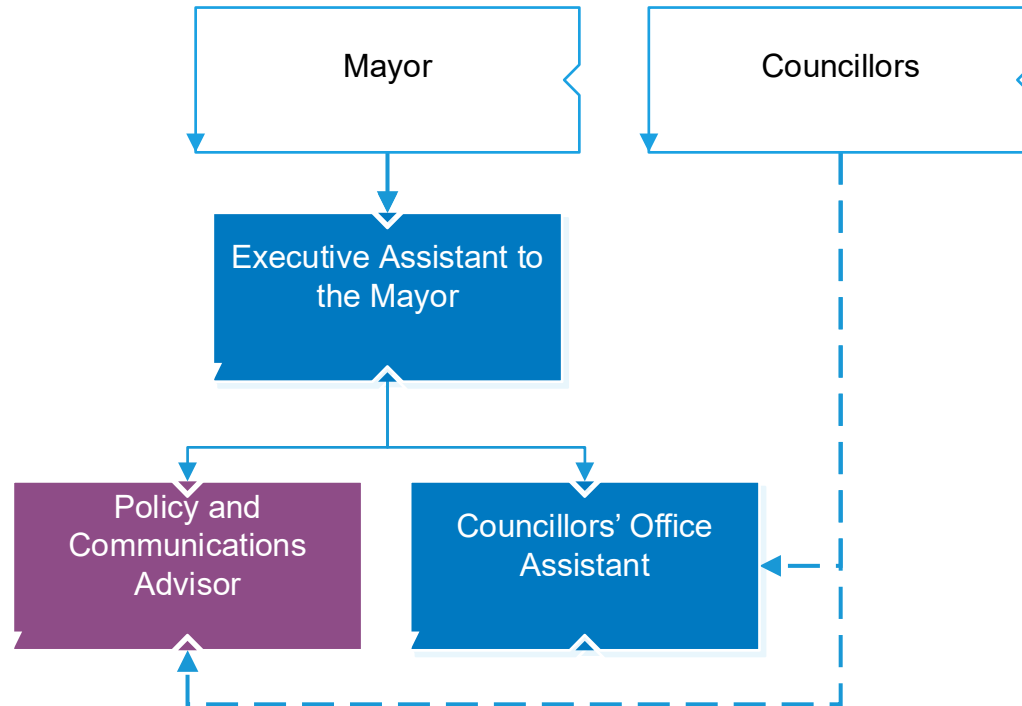 Mayor
Councillors
Executive Assistant to
the Mayor
Policy and
Communications
Advisor
Councillors’ Office
Assistant